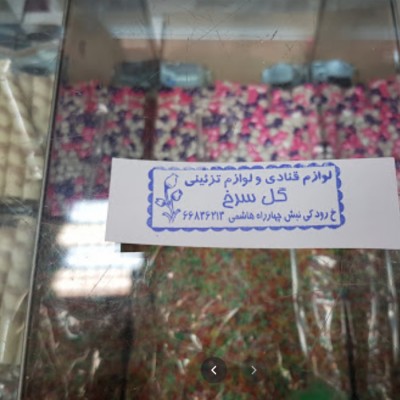 لوازم قنادی و لوازم تزئینی
گل سرخ
خ رودکی نبش چهارراه هاشمی ۶۶۸۳۶۲۱۳